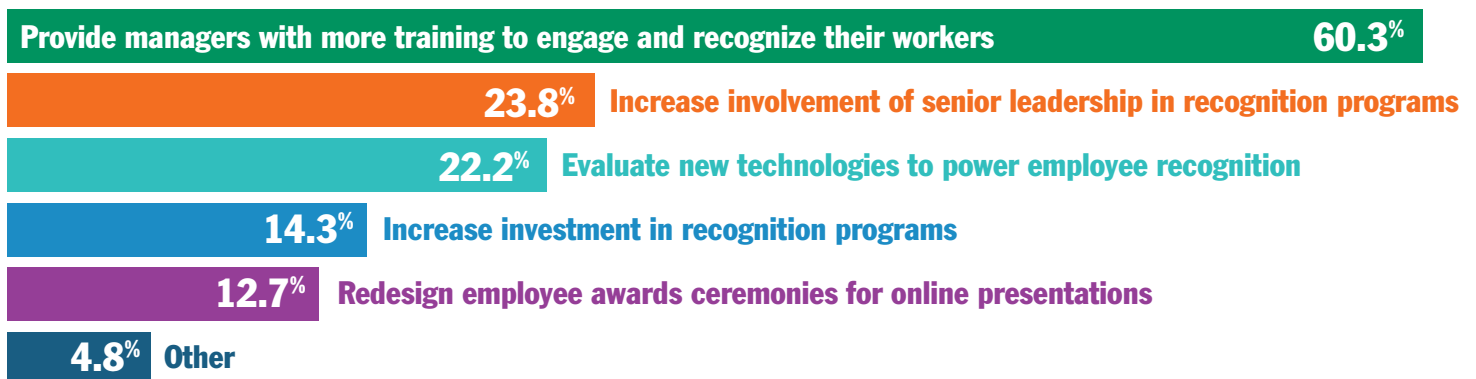 Provide managers with more training to engage and recognize their workers 60.3%
23.8% Increase involvement of senior leadership in recognition programs
22.2% Evaluate new technologies to power employee recognition
14.3% Increase investment in recognition programs
12.7% Redesign employee awards ceremonies for online presentations
4.8% Other